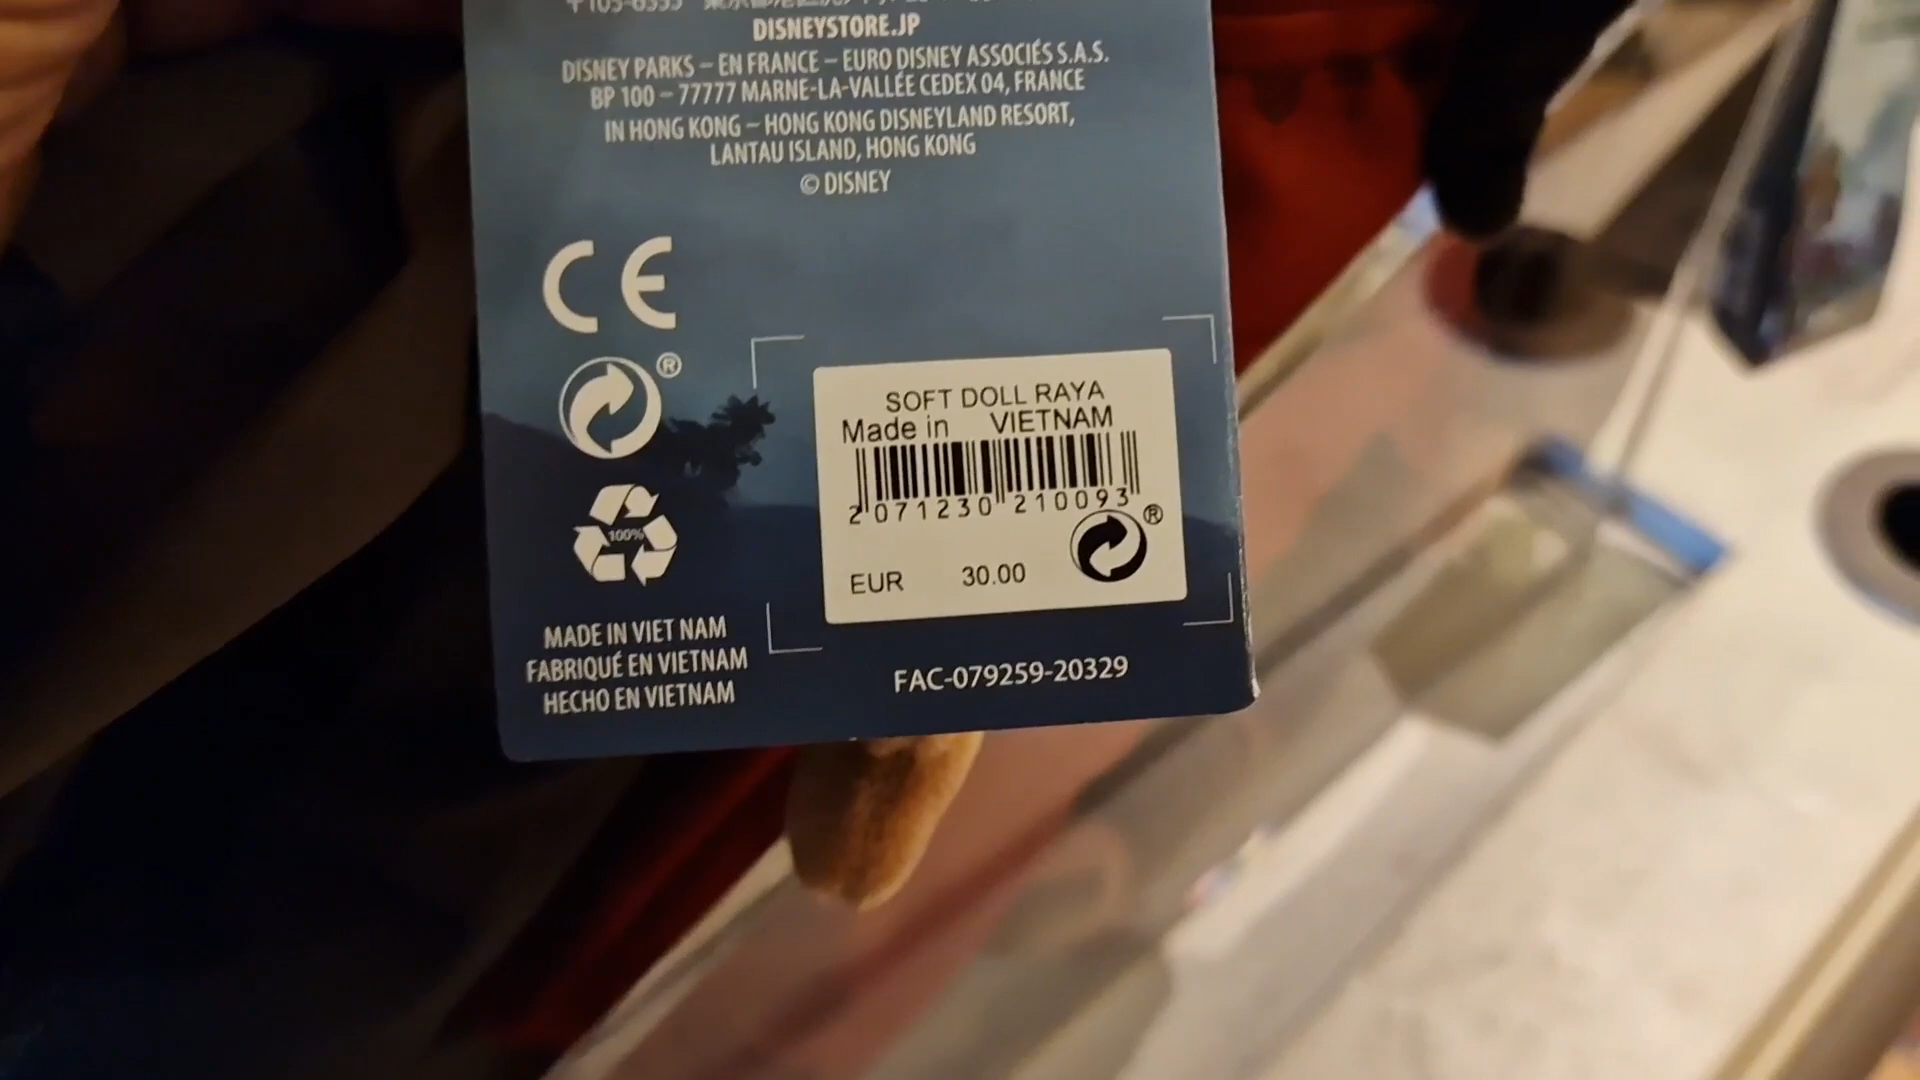 DISNEYSTORE.JP
DISNEY PARKS – EN FRANCE – EURO DISNEY ASSOCIÉS S.A.S.
BP 100 – 77777 MARNE-LA-VALLÉE CEDEX 04, FRANCE
IN HONG KONG – HONG KONG DISNEYLAND RESORT,
LANTAU ISLAND, HONG KONG
© DISNEY
CE
®
100%
MADE IN VIET NAM
FABRIQUÉ EN VIETNAM
HECHO EN VIETNAM
SOFT DOLL RAYA
Made in VIETNAM
2 071230 210093
®
EUR 30.00
FAC-079259-20329